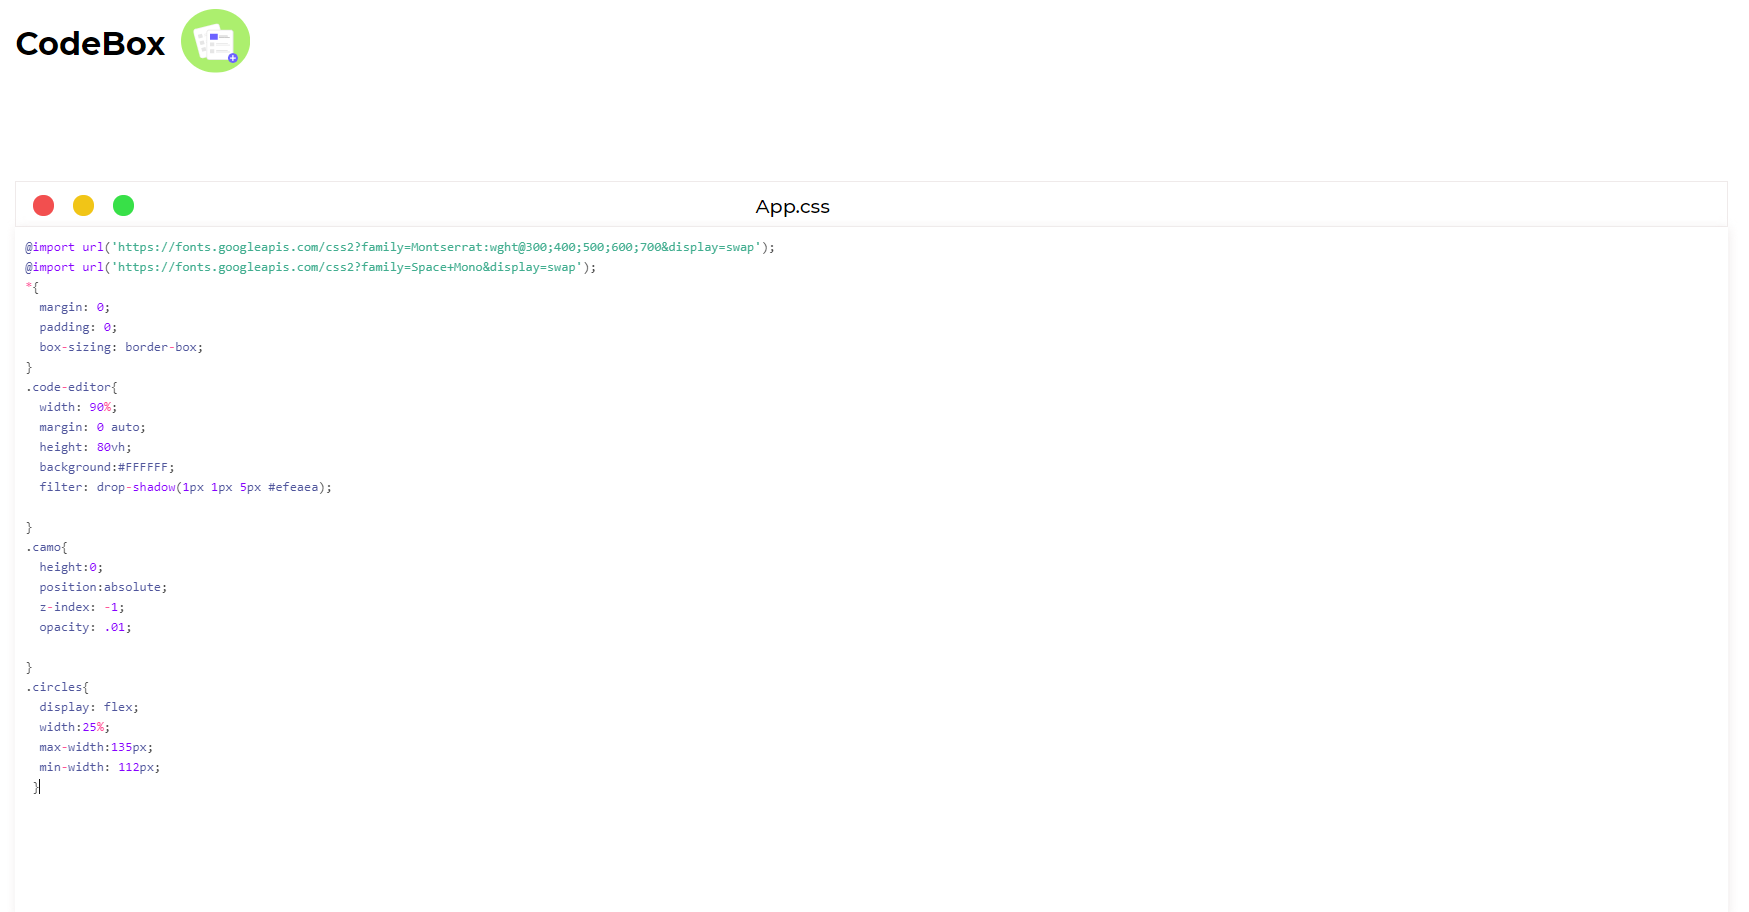 CodeBox
App.css
@import url('https://fonts.googleapis.com/css2?family=Montserrat:wght@300;400;500;600;700&display=swap');
@import url('https://fonts.googleapis.com/css2?family=Space+Mono&display=swap');
*{
  margin: 0;
  padding: 0;
  box-sizing: border-box;
}
.code-editor{
  width: 90%;
  margin: 0 auto;
  height: 80vh;
  background:#FFFFFF;
  filter: drop-shadow(1px 1px 5px #efeaea);

}
.camo{
  height:0;
  position:absolute;
  z-index: -1;
  opacity: .01;

}
.circles{
  display: flex;
  width:25%;
  max-width:135px;
  min-width: 112px;
 }